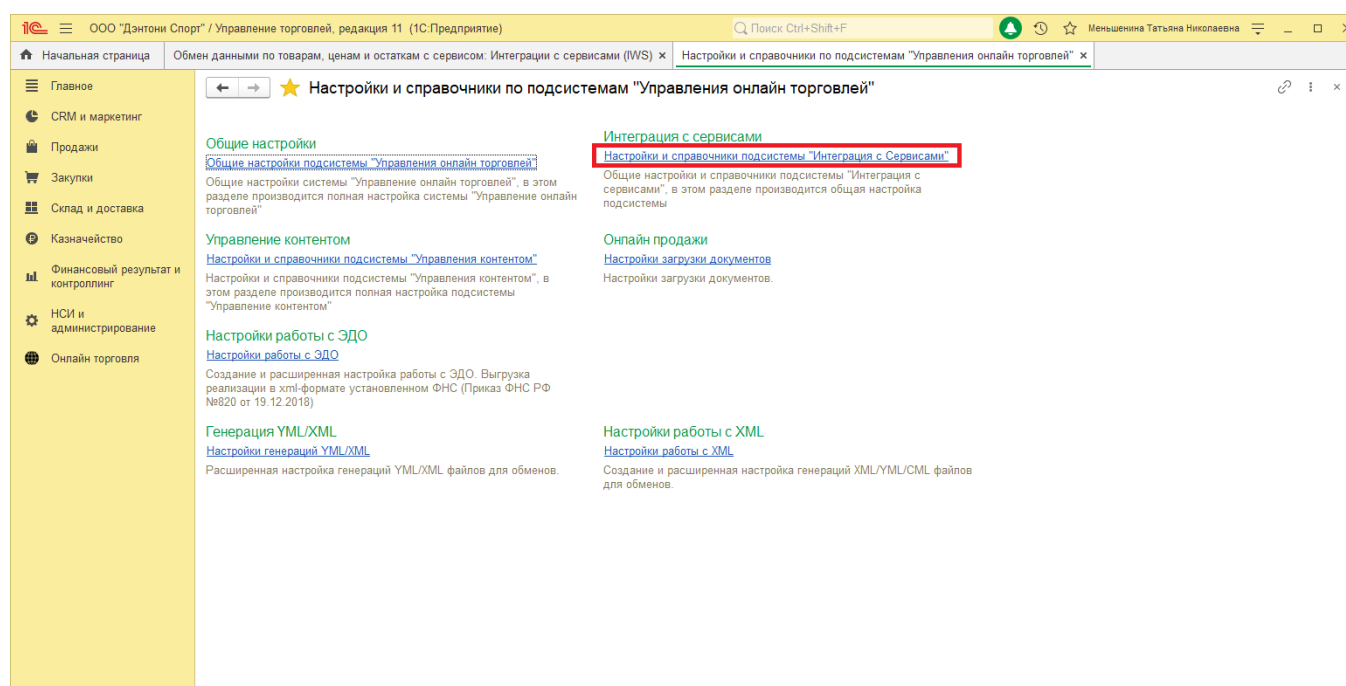 1С ООО "Дэнтони Спорт" / Управление торговлей, редакция 11 (1С:Предприятие)
Поиск Ctrl+Shift+F
Меньшенина Татьяна Николаевна
Начальная страница
Обмен данными по товарам, ценам и остаткам с сервисом: Интеграции с сервисами (IWS) ×
Настройки и справочники по подсистемам "Управления онлайн торговлей" ×
Главное
CRM и маркетинг
Продажи
Закупки
Склад и доставка
Казначейство
Финансовый результат и
контроллинг
НСИ и
администрирование
Онлайн торговля
Настройки и справочники по подсистемам "Управления онлайн торговлей"
Общие настройки
Общие настройки подсистемы "Управления онлайн торговлей"
Общие настройки системы "Управление онлайн торговлей", в этом
разделе производится полная настройка системы "Управление онлайн
торговлей"
Интеграция с сервисами
Настройки и справочники подсистемы "Интеграция с Сервисами"
Общие настройки и справочники подсистемы "Интеграция с
сервисами", в этом разделе производится общая настройка
подсистемы
Управление контентом
Настройки и справочники подсистемы "Управления контентом"
Настройки и справочники подсистемы "Управления контентом", в
этом разделе производится полная настройка подсистемы
"Управление контентом"
Онлайн продажи
Настройки загрузки документов
Настройки загрузки документов.
Настройки работы с ЭДО
Настройки работы с ЭДО
Создание и расширенная настройка работы с ЭДО. Выгрузка
реализации в xml-формате установленном ФНС (Приказ ФНС РФ
№820 от 19.12.2018)
Генерация YML/XML
Настройки генераций YML/XML
Расширенная настройка генераций YML/XML файлов для обменов.
Настройки работы с XML
Настройки работы с XML
Создание и расширенная настройка генераций XML/YML/CML файлов
для обменов.